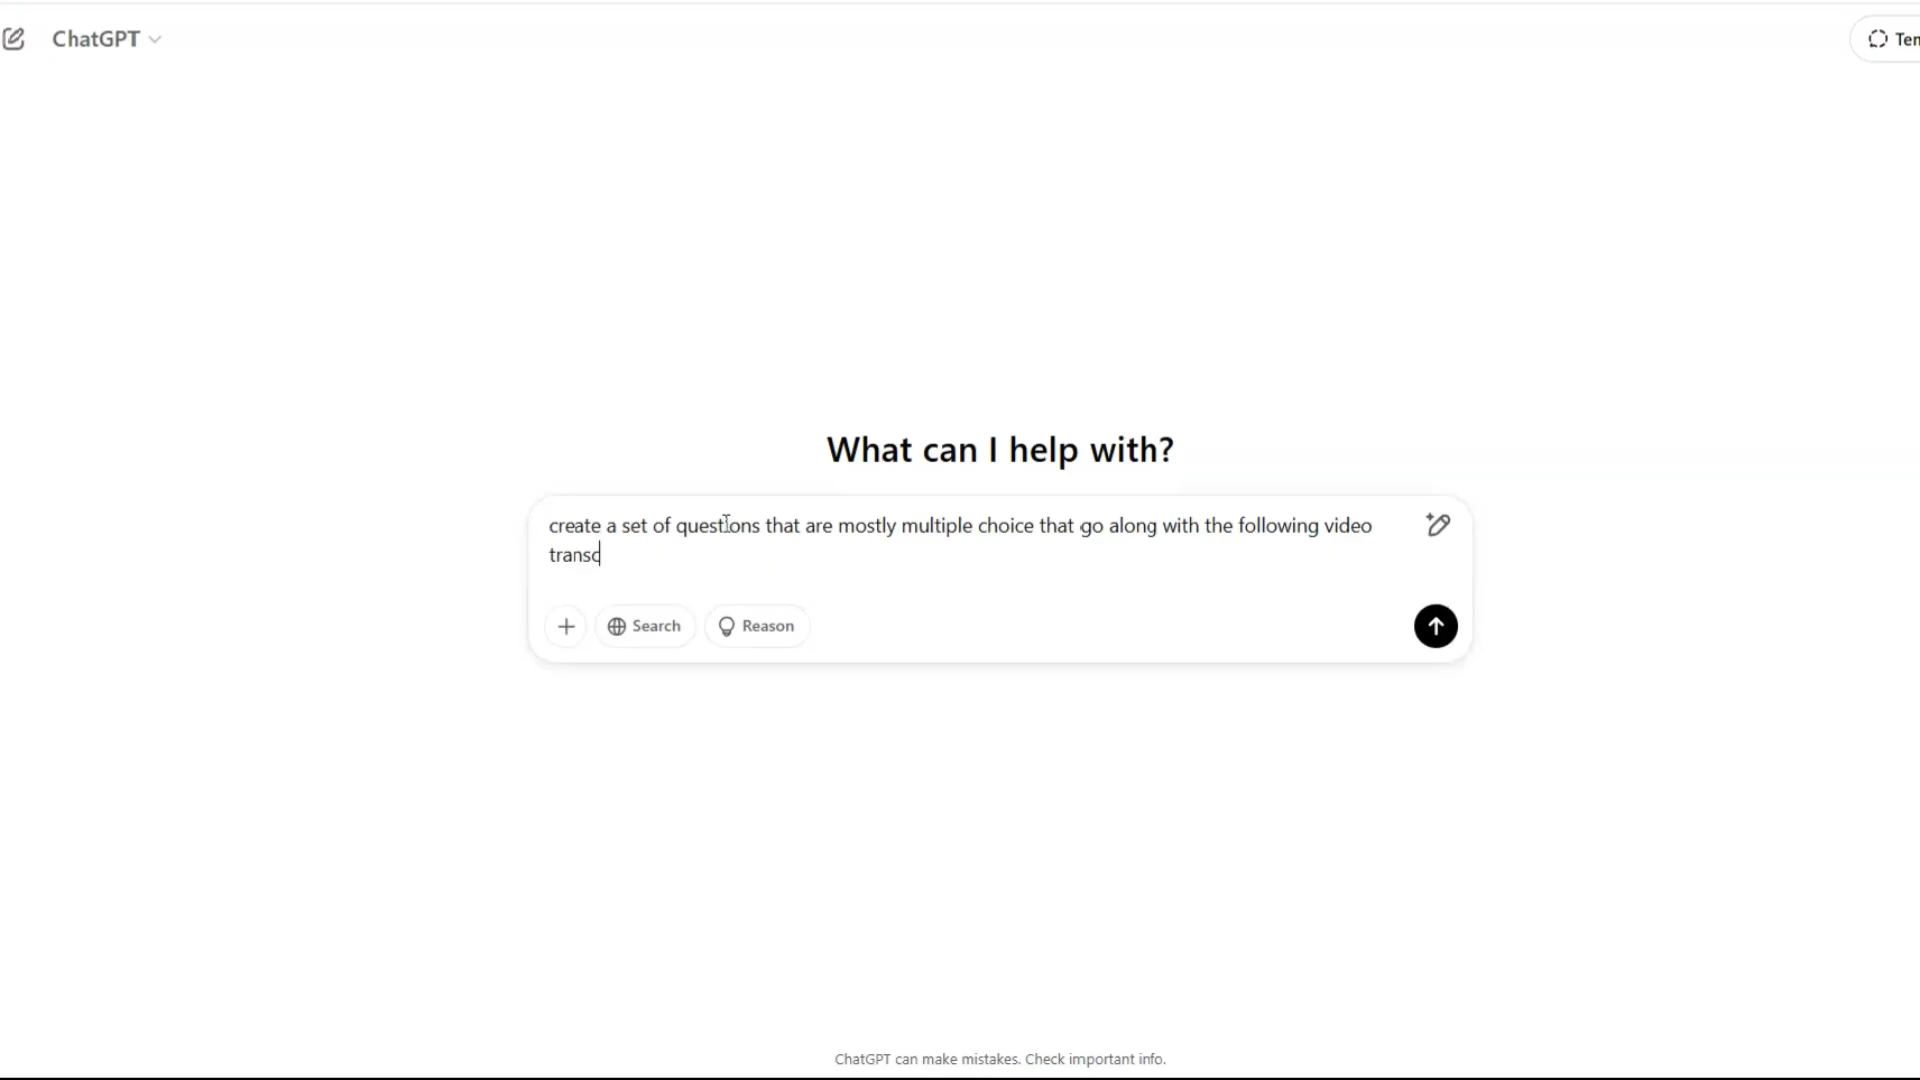 ChatGPT
Tem
What can I help with?
create a set of questions that are mostly multiple choice that go along with the following video
transc
Search
Reason
ChatGPT can make mistakes. Check important info.